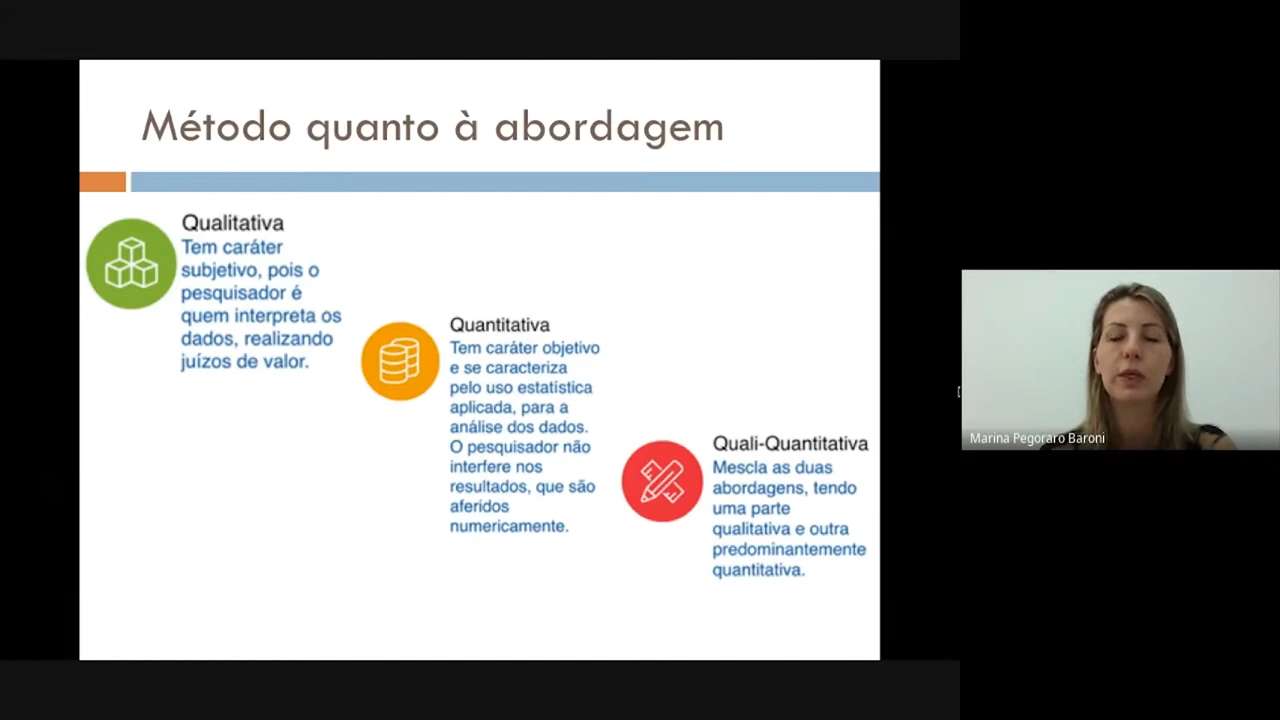 Método quanto à abordagem
Qualitativa
Tem caráter
subjetivo, pois o
pesquisador é
quem interpreta os
dados, realizando
juízos de valor.
Quantitativa
Tem caráter objetivo
e se caracteriza
pelo uso estatística
aplicada, para a
análise dos dados.
O pesquisador não
interfere nos
resultados, que são
aferidos
numericamente.
Quali-Quantitativa
Mescla as duas
abordagens, tendo
uma parte
qualitativa e outra
predominantemente
quantitativa.
Marina Pegoraro Baroni